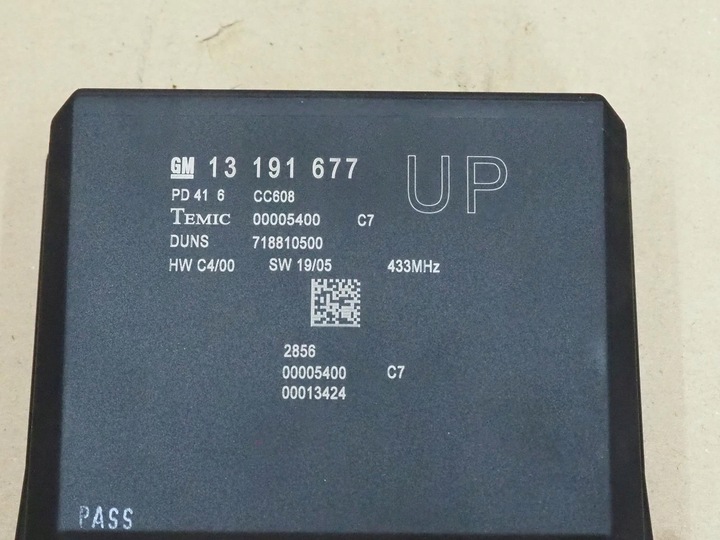 GM 13 191 677 UP
PD 41 6 CC608
TEMIC 00005400 C7
DUNS 718810500
HW C4/00 SW 19/05 433MHz
2856
00005400 C7
00013424
PASS